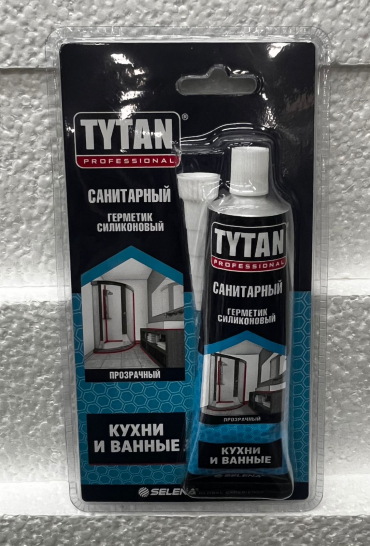 TYTAN
PROFESSIONAL
САНИТАРНЫЙ
ГЕРМЕТИК
СИЛИКОНОВЫЙ
ПРОЗРАЧНЫЙ
КУХНИ
И ВАННЫЕ
SELENA
TYTAN
PROFESSIONAL
САНИТАРНЫЙ
ГЕРМЕТИК
СИЛИКОНОВЫЙ
ПРОЗРАЧНЫЙ
КУХНИ
И ВАННЫЕ